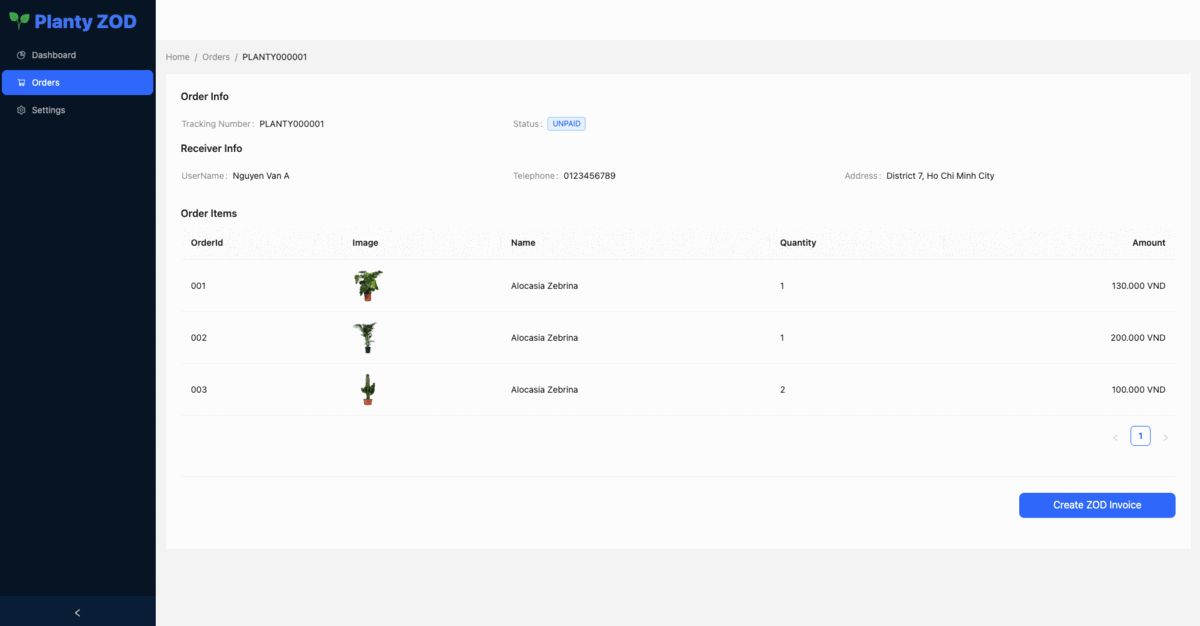 Planty ZOD
Dashboard
Orders
Settings
Home / Orders / PLANTY000001
Order Info
Tracking Number : PLANTY000001 Status : UNPAID
Receiver Info
UserName : Nguyen Van A Telephone : 0123456789 Address : District 7, Ho Chi Minh City
Order Items
OrderId Image Name Quantity Amount
001 Alocasia Zebrina 1 130.000 VND
002 Alocasia Zebrina 1 200.000 VND
003 Alocasia Zebrina 2 100.000 VND
< 1 >
Create ZOD Invoice
<